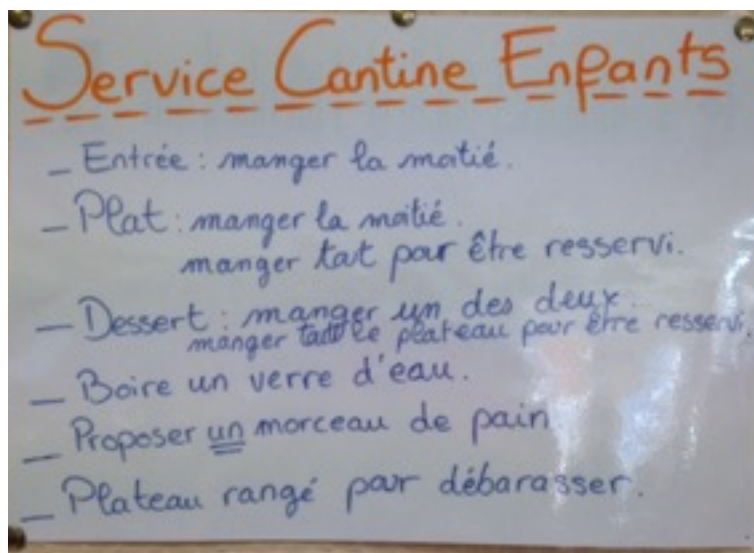 Service Cantine Enfants
_ Entrée : manger la moitié.
_ Plat : manger la moitié.
manger tout pour être resservi.
_ Dessert : manger un des deux.
manger tout le plateau pour être resservi.
_ Boire un verre d'eau.
_ Proposer un morceau de pain.
_ Plateau rangé pour débarasser.